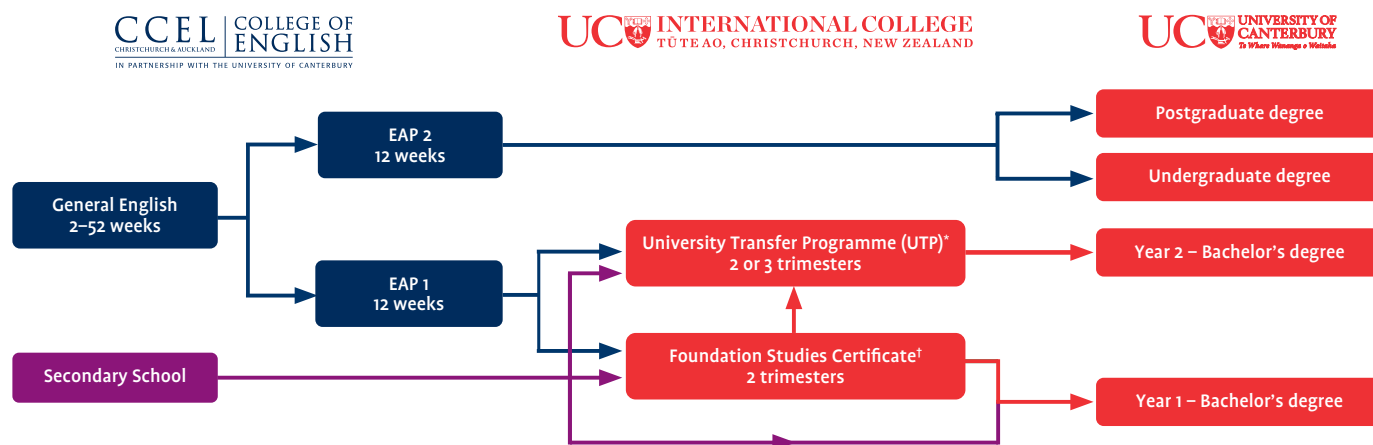 CCEL
CHRISTCHURCH & AUCKLAND
COLLEGE OF
ENGLISH
IN PARTNERSHIP WITH THE UNIVERSITY OF CANTERBURY
UC INTERNATIONAL COLLEGE
TŪTE AO, CHRISTCHURCH, NEW ZEALAND
UC UNIVERSITY OF
CANTERBURY
Te Whare Wānanga o Waitaha
EAP 2
12 weeks
Postgraduate degree
Undergraduate degree
General English
2–52 weeks
University Transfer Programme (UTP)*
2 or 3 trimesters
Year 2 – Bachelor's degree
EAP 1
12 weeks
Foundation Studies Certificate†
2 trimesters
Secondary School
Year 1 – Bachelor's degree